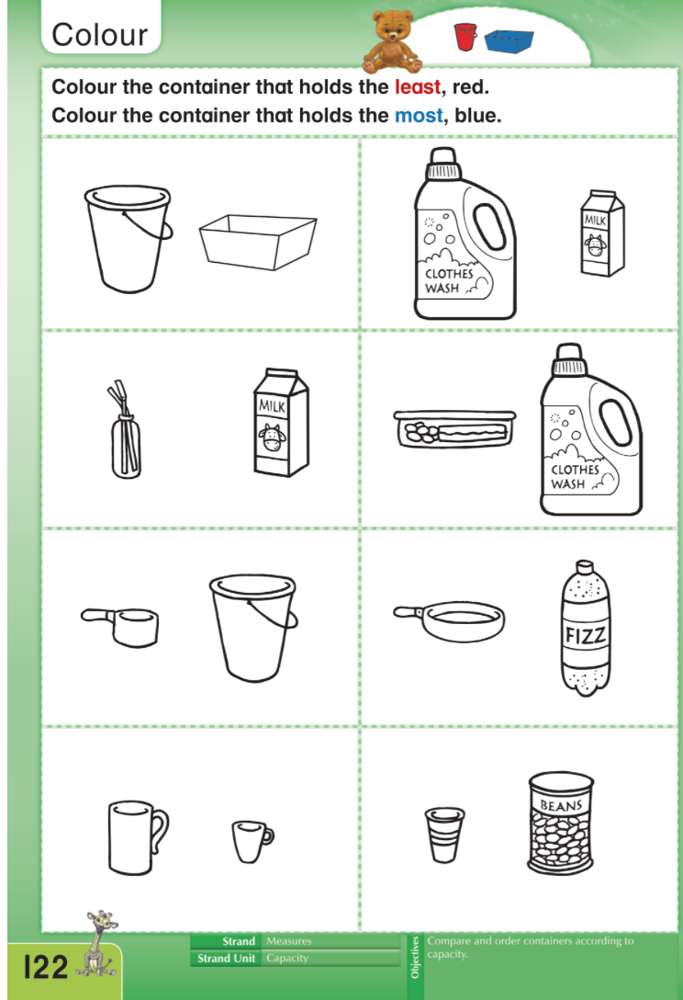 Colour
Colour the container that holds the least, red.
Colour the container that holds the most, blue.
CLOTHES
WASH
MILK
MILK
CLOTHES
WASH
FIZZ
BEANS
122
Strand Measures
Strand Unit Capacity
Objectives
Compare and order containers according to
capacity.